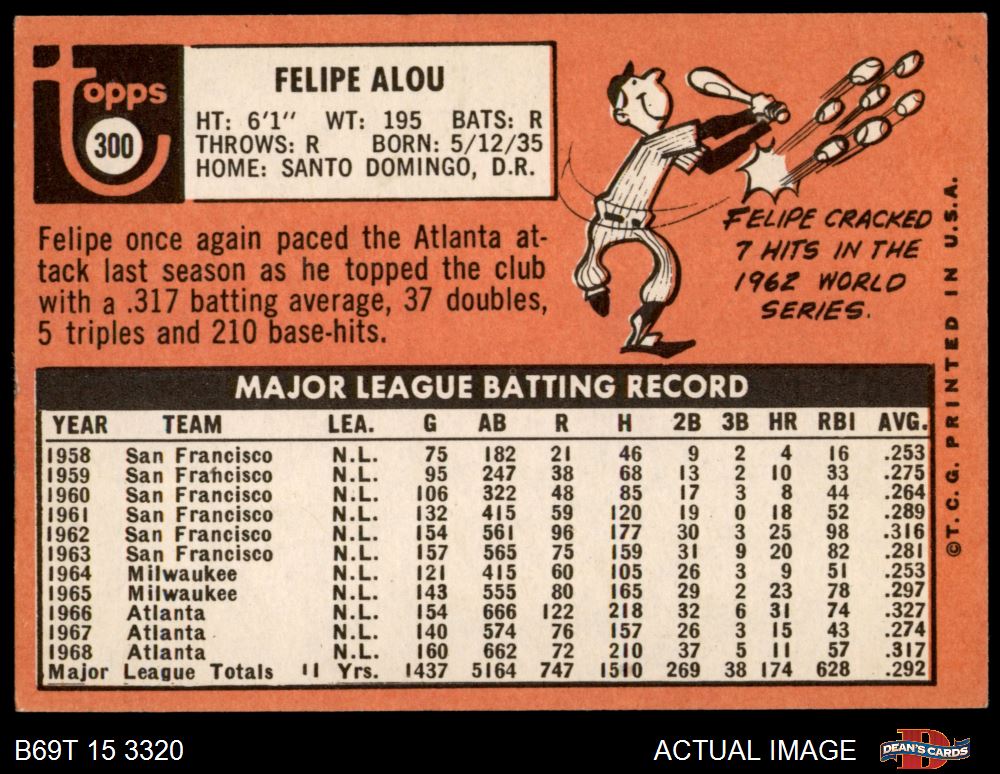 Topps
300
FELIPE ALOU
HT: 6'1" WT: 195 BATS: R
THROWS: R BORN: 5/12/35
HOME: SANTO DOMINGO, D.R.
Felipe once again paced the Atlanta at-
tack last season as he topped the club
with a .317 batting average, 37 doubles,
5 triples and 210 base-hits.
FELIPE CRACKED
7 HITS IN THE
1962 WORLD
SERIES.
MAJOR LEAGUE BATTING RECORD
YEAR TEAM LEA. G AB R H 2B 3B HR RBI AVG.
1958 San Francisco N.L. 75 182 21 46 9 2 4 16 .253
1959 San Francisco N.L. 95 247 38 68 13 2 10 33 .275
1960 San Francisco N.L. 106 322 48 85 17 3 8 44 .264
1961 San Francisco N.L. 132 415 59 120 19 0 18 52 .289
1962 San Francisco N.L. 154 561 96 177 30 3 25 98 .316
1963 San Francisco N.L. 157 565 75 159 31 9 20 82 .281
1964 Milwaukee N.L. 121 415 60 105 26 3 9 51 .253
1965 Milwaukee N.L. 143 555 80 165 29 2 23 78 .297
1966 Atlanta N.L. 154 666 122 218 32 6 31 74 .327
1967 Atlanta N.L. 140 574 76 157 26 3 15 43 .274
1968 Atlanta N.L. 160 662 72 210 37 5 11 57 .317
Major League Totals 11 Yrs. 1437 5164 747 1510 269 38 174 628 .292
©T.C.G. PRINTED IN U.S.A.
B69T 15 3320
ACTUAL IMAGE
DEAN'S CARDS